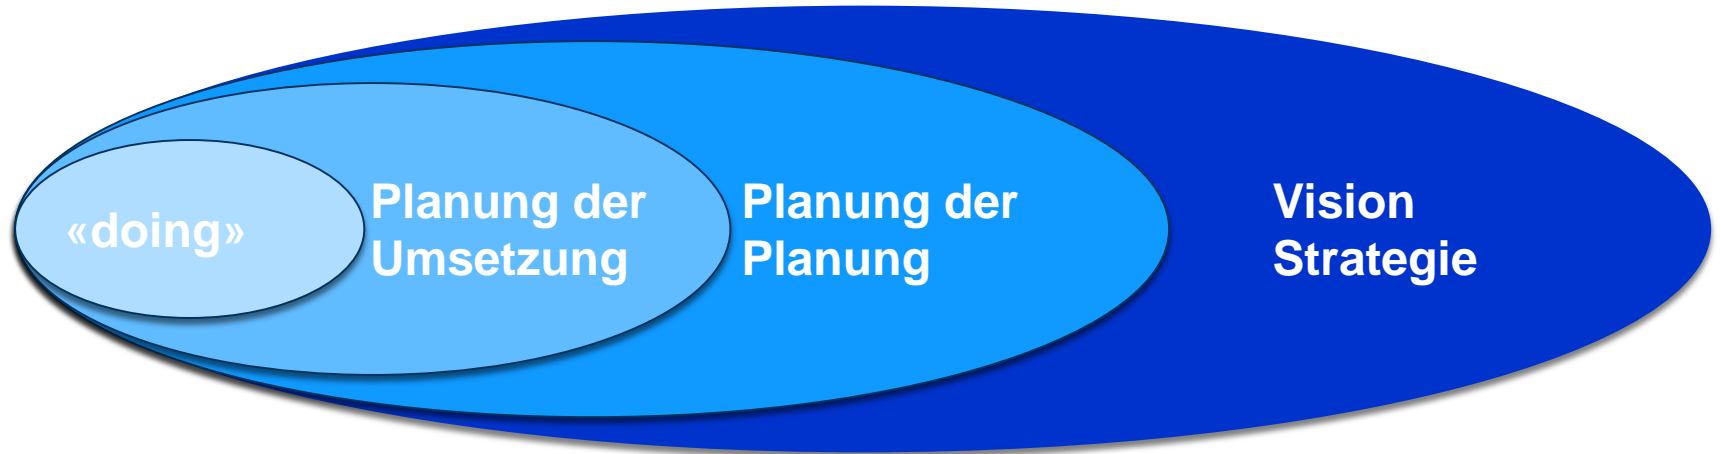 «doing»
Planung der
Umsetzung
Planung der
Planung
Vision
Strategie